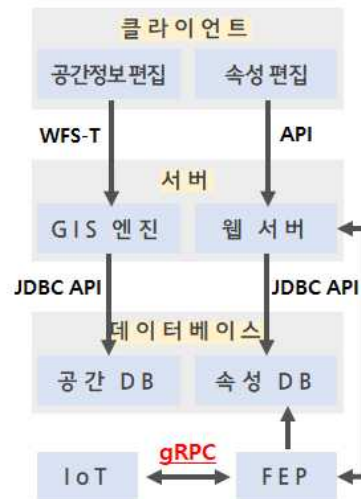 클라이언트
공간정보 편집
속성 편집
WFS-T
API
서버
GIS 엔진
웹 서버
JDBC API
JDBC API
데이터베이스
공간 DB
속성 DB
IoT
gRPC
FEP